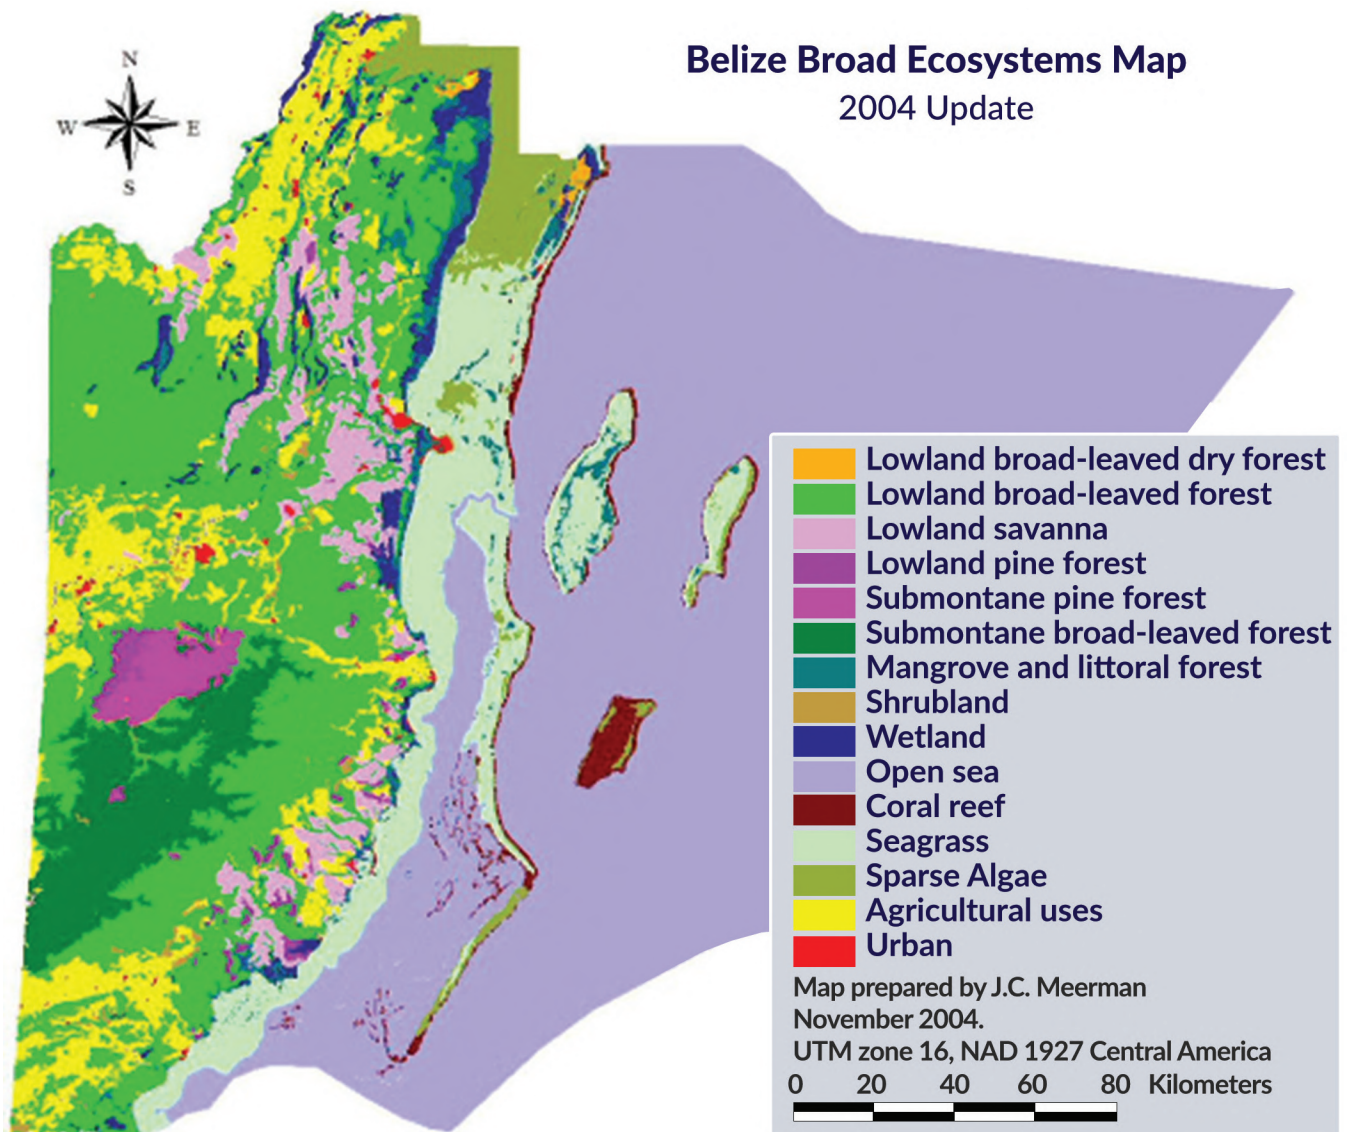 Belize Broad Ecosystems Map
2004 Update
N
W
E
S
Lowland broad-leaved dry forest
Lowland broad-leaved forest
Lowland savanna
Lowland pine forest
Submontane pine forest
Submontane broad-leaved forest
Mangrove and littoral forest
Shrubland
Wetland
Open sea
Coral reef
Seagrass
Sparse Algae
Agricultural uses
Urban
Map prepared by J.C. Meerman
November 2004.
UTM zone 16, NAD 1927 Central America
0 20 40 60 80 Kilometers